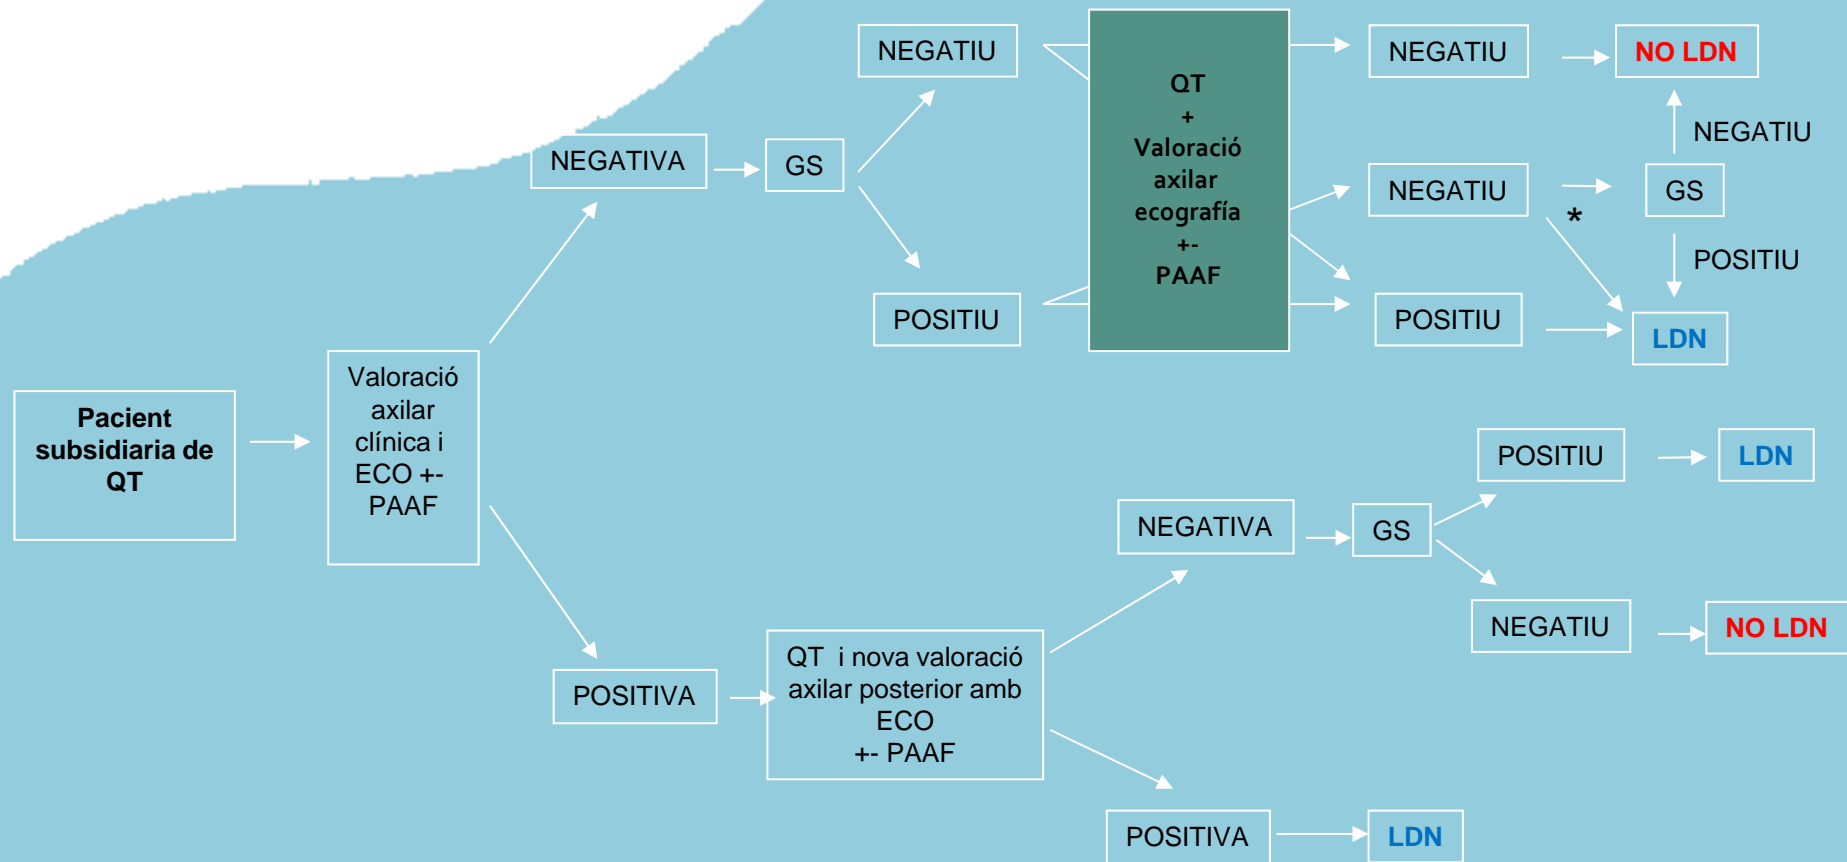 Pacient
subsidiaria de
QT
Valoració
axilar
clínica i
ECO +-
PAAF
NEGATIVA
GS
NEGATIU
POSITIU
QT
+
Valoració
axilar
ecografía
+-
PAAF
NEGATIU
NO LDN
NEGATIU
NEGATIU
*
GS
POSITIU
POSITIU
LDN
POSITIVA
QT i nova valoració
axilar posterior amb
ECO
+- PAAF
NEGATIVA
GS
POSITIU
LDN
NEGATIU
NO LDN
POSITIVA
LDN